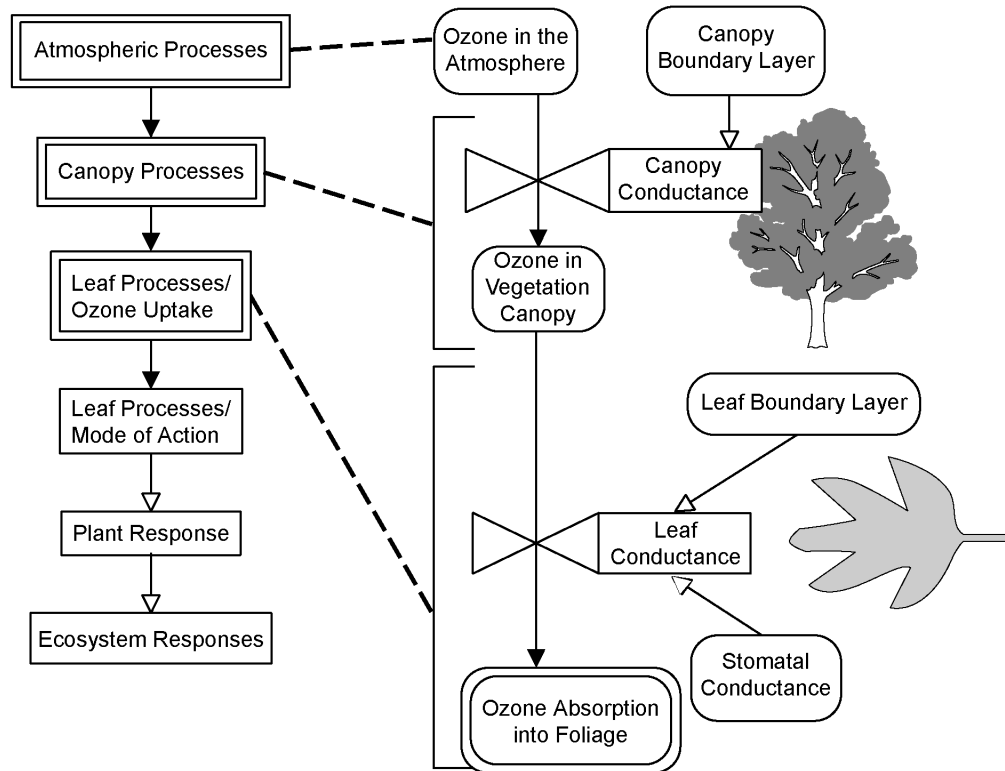 Atmospheric Processes
Canopy Processes
Leaf Processes/
Ozone Uptake
Leaf Processes/
Mode of Action
Plant Response
Ecosystem Responses
Ozone in the
Atmosphere
Canopy
Boundary Layer
Canopy
Conductance
Ozone in
Vegetation
Canopy
Leaf Boundary Layer
Leaf
Conductance
Stomatal
Conductance
Ozone Absorption
into Foliage